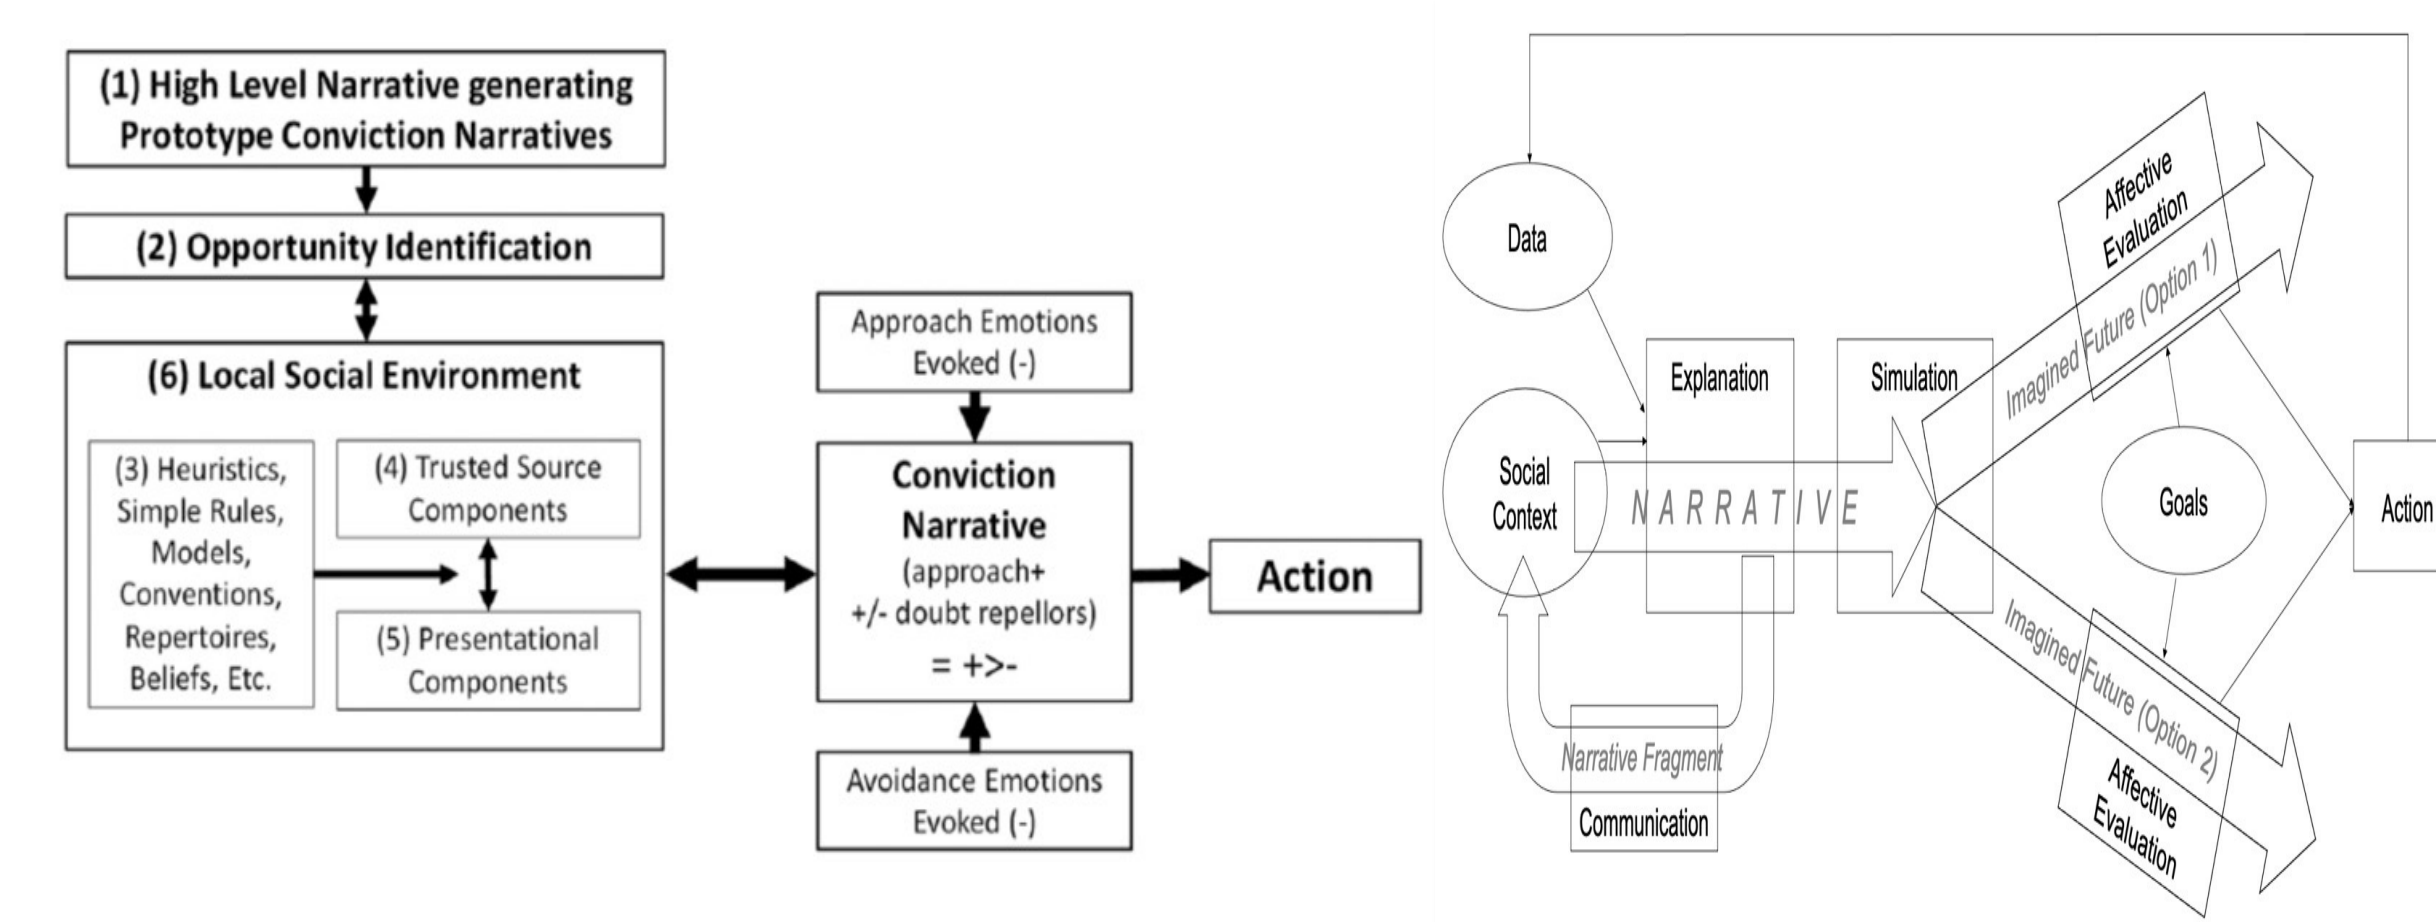 (1) High Level Narrative generating
Prototype Conviction Narratives
(2) Opportunity Identification
(6) Local Social Environment
(3) Heuristics,
Simple Rules,
Models,
Conventions,
Repertoires,
Beliefs, Etc.
(4) Trusted Source
Components
(5) Presentational
Components
Approach Emotions
Evoked (-)
Conviction
Narrative
(approach+
+/- doubt repellors)
= +>-
Avoidance Emotions
Evoked (-)
Action
Data
Social
Context
Explanation
Simulation
NARRATIVE
Narrative Fragment
Communication
Affective
Evaluation
Imagined Future (Option 1)
Goals
Imagined Future (Option 2)
Affective
Evaluation
Action